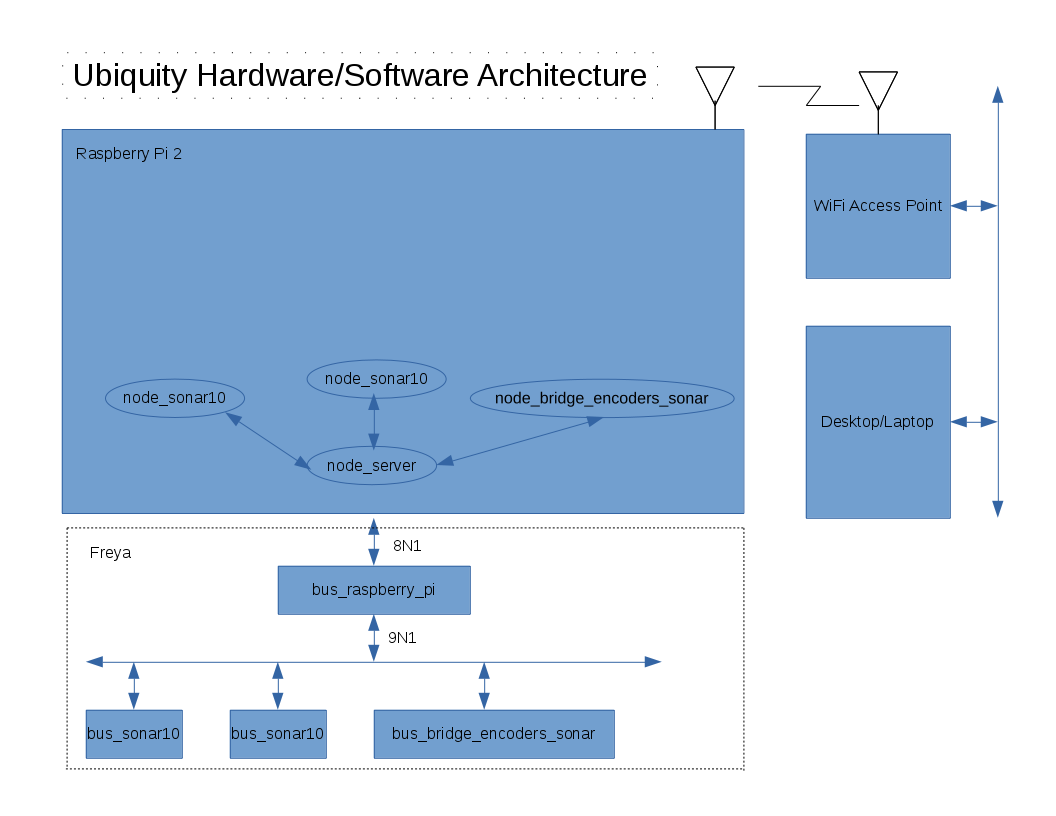 Ubiquity Hardware/Software Architecture
Raspberry Pi 2
WiFi Access Point
node_sonar10
node_sonar10
node_bridge_encoders_sonar
node_server
Desktop/Laptop
Freya
8N1
bus_raspberry_pi
9N1
bus_sonar10
bus_sonar10
bus_bridge_encoders_sonar